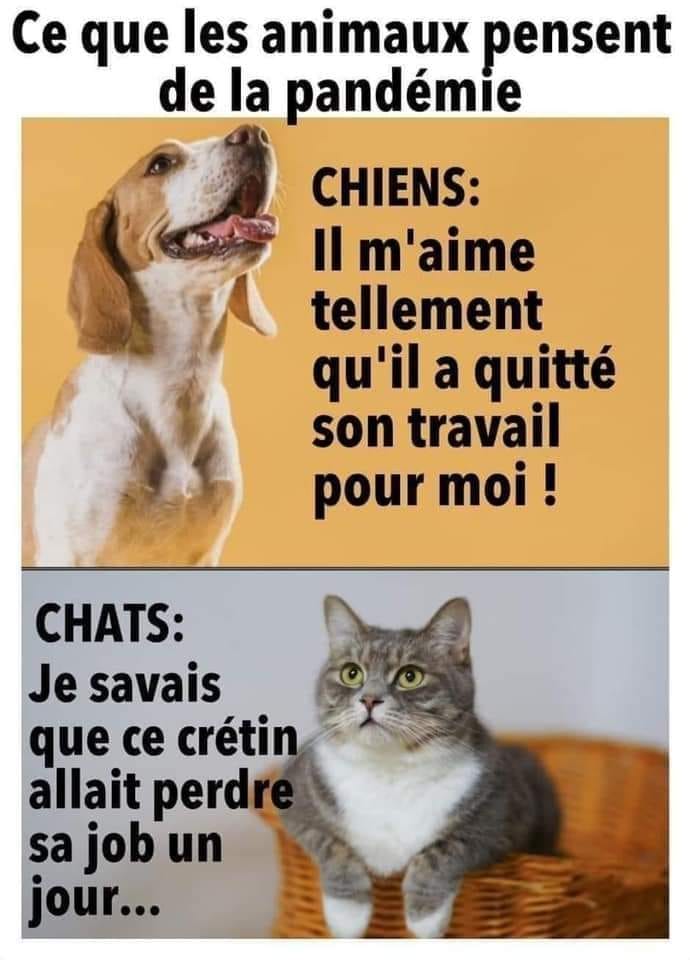 Ce que les animaux pensent
de la pandémie
CHIENS:
Il m'aime
tellement
qu'il a quitté
son travail
pour moi !
CHATS:
Je savais
que ce crétin
allait perdre
sa job un
jour...